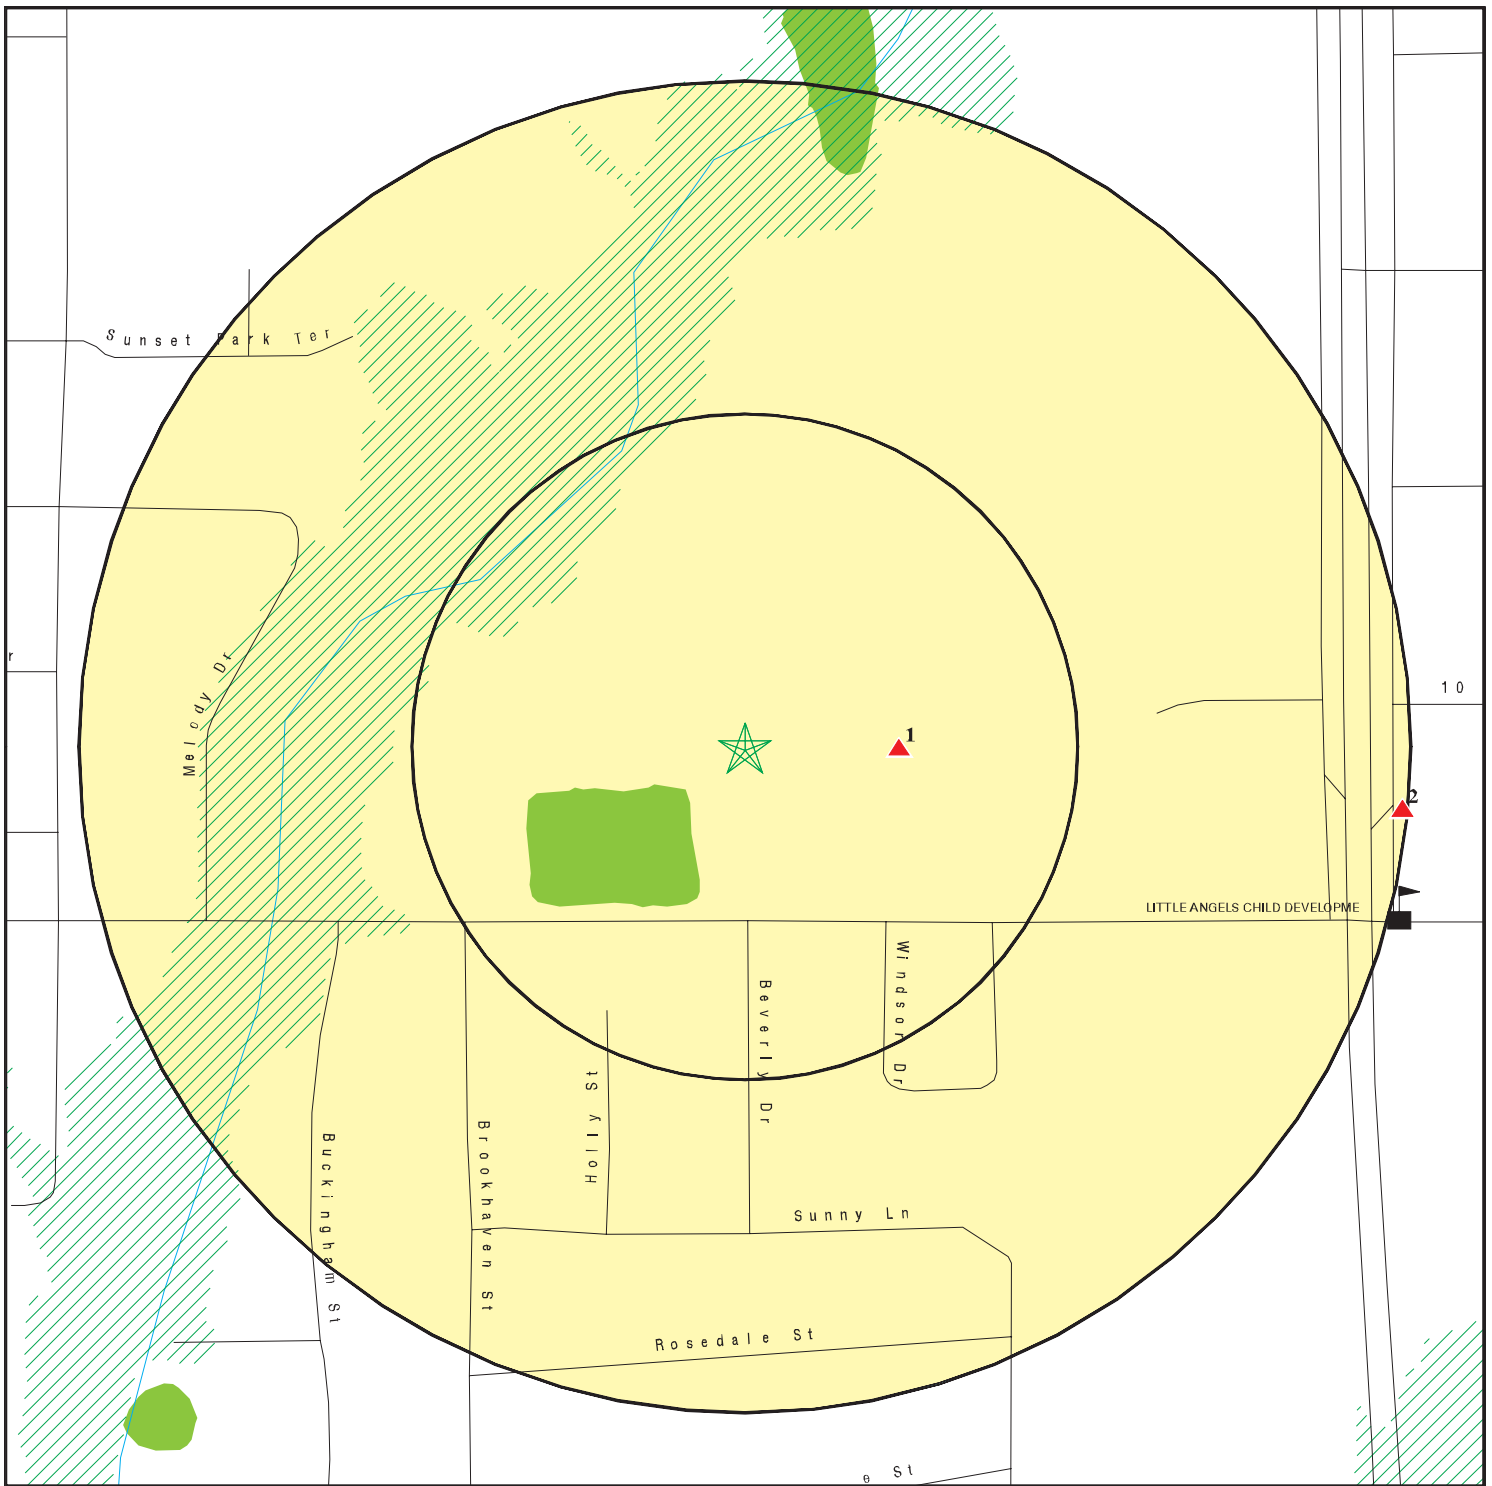 Sunset Park Ter
r
Melody Dr
10
1
2
LITTLE ANGELS CHILD DEVELOPME
Windsor Dr
Beverly Dr
Holly St
Buckingham St
Brookhaven St
Sunny Ln
Rosedale St
e St